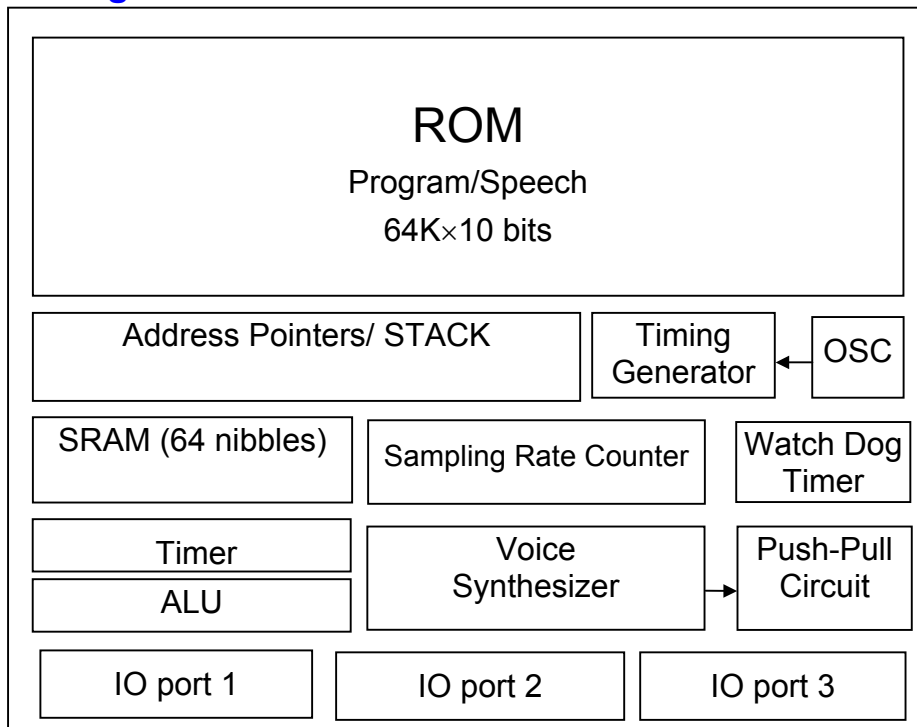 ROM
Program/Speech
64K×10 bits
Address Pointers/ STACK
Timing
Generator
OSC
SRAM (64 nibbles)
Sampling Rate Counter
Watch Dog
Timer
Timer
ALU
Voice
Synthesizer
Push-Pull
Circuit
IO port 1
IO port 2
IO port 3